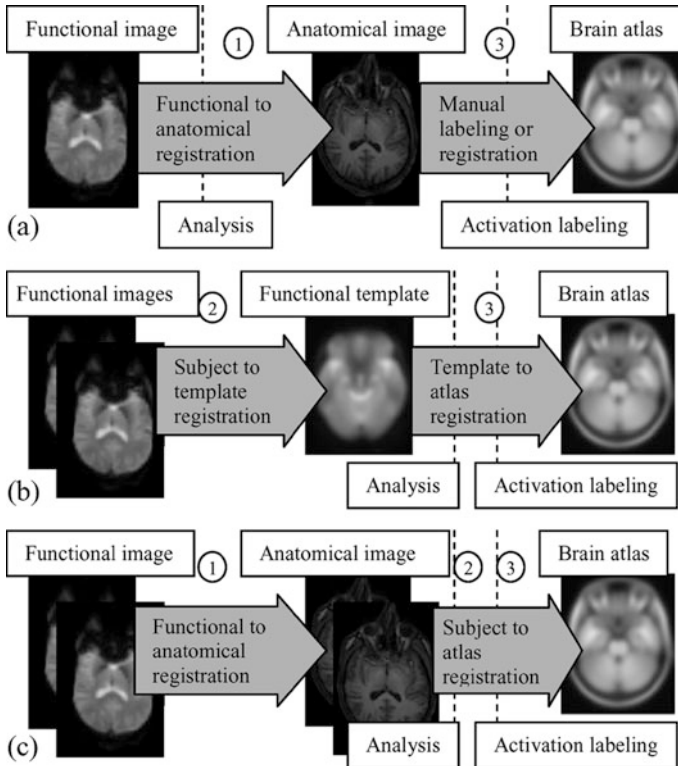 Functional image
1
Anatomical image
3
Brain atlas
Functional to
anatomical
registration
Manual
labeling or
registration
(a)
Analysis
Activation labeling
Functional images
2
Functional template
3
Brain atlas
Subject to
template
registration
Template to
atlas
registration
(b)
Analysis
Activation labeling
Functional image
1
Anatomical image
2
3
Brain atlas
Functional to
anatomical
registration
Subject to
atlas
registration
(c)
Analysis
Activation labeling